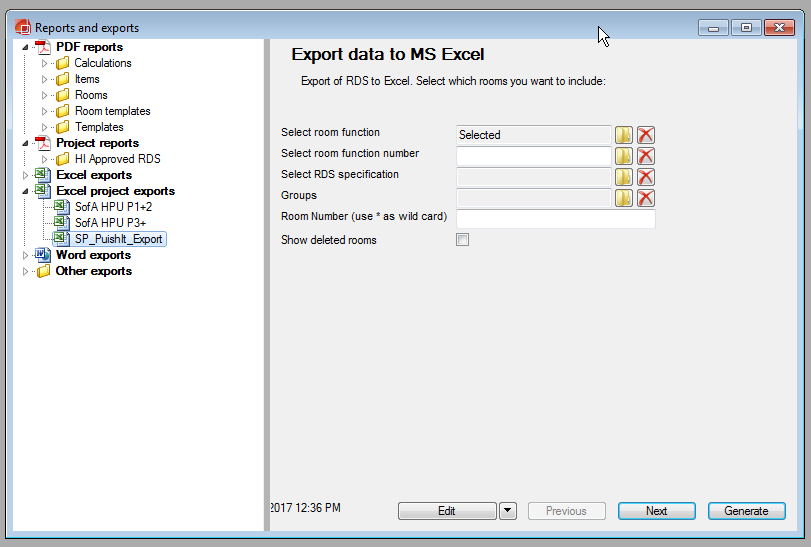 Reports and exports
PDF reports
Calculations
Items
Rooms
Room templates
Templates
Project reports
HI Approved RDS
Excel exports
Excel project exports
SofA HPU P1+2
SofA HPU P3+
SP_PuishIt_Export
Word exports
Other exports
Export data to MS Excel
Export of RDS to Excel. Select which rooms you want to include:
Select room function Selected
Select room function number
Select RDS specification
Groups
Room Number (use * as wild card)
Show deleted rooms
2017 12:36 PM Edit Previous Next Generate